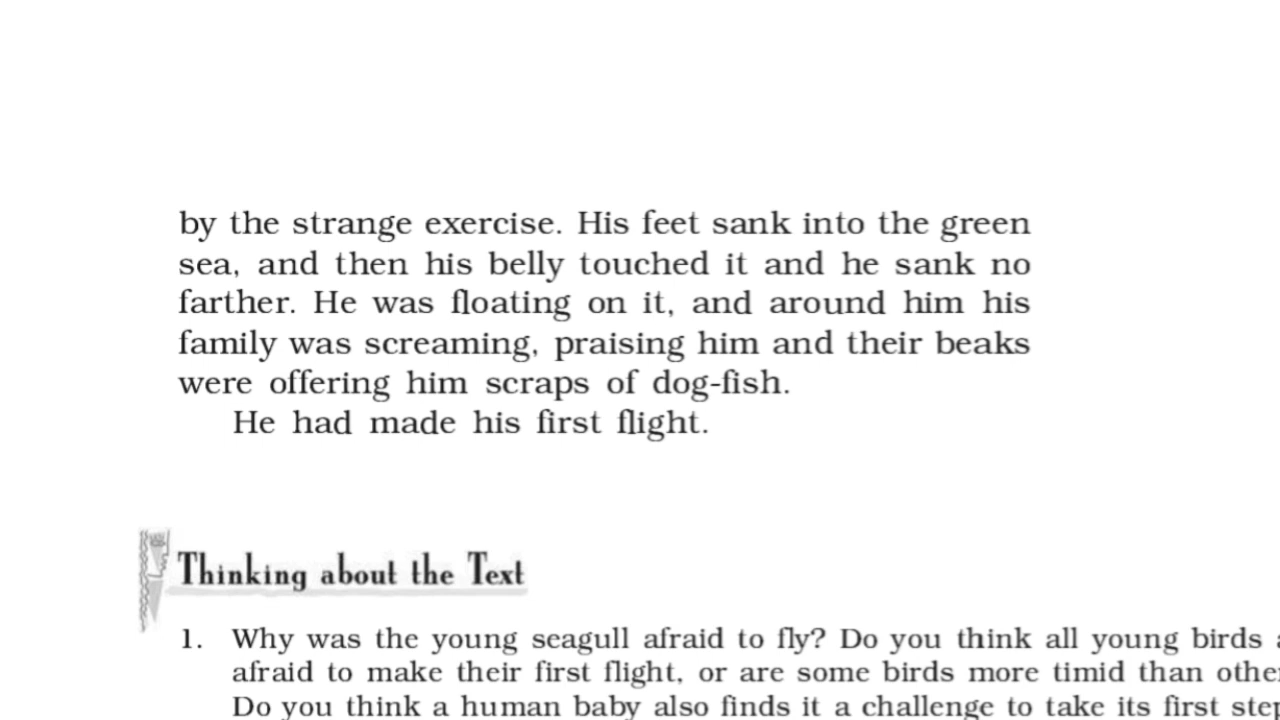 by the strange exercise. His feet sank into the green
sea, and then his belly touched it and he sank no
farther. He was floating on it, and around him his
family was screaming, praising him and their beaks
were offering him scraps of dog-fish.
He had made his first flight.
Thinking about the Text
1. Why was the young seagull afraid to fly? Do you think all young birds
afraid to make their first flight, or are some birds more timid than
Do you think a human baby also finds it a challenge to take its first